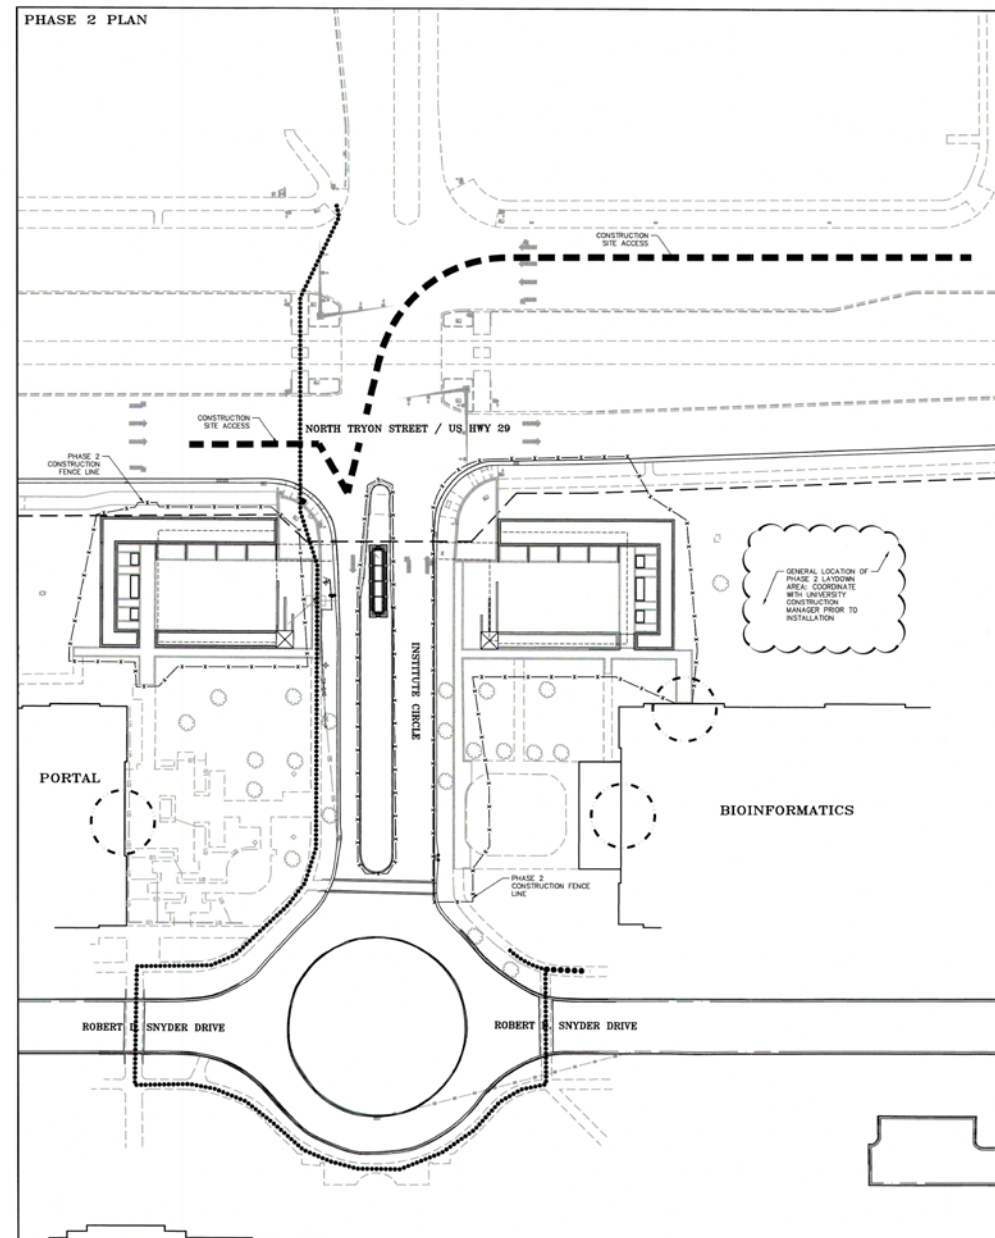 PHASE 2 PLAN
CONSTRUCTION
SITE ACCESS
CONSTRUCTION
SITE ACCESS
NORTH TRYON STREET / US HWY 29
PHASE 2
CONSTRUCTION
FENCE LINE
GENERAL LOCATION OF
PHASE 2 LAYDOWN
AREA; COORDINATE
WITH UNIVERSITY
CONSTRUCTION
MANAGER PRIOR TO
INSTALLATION
INSTITUTE CIRCLE
PORTAL
BIOINFORMATICS
PHASE 2
CONSTRUCTION FENCE
LINE
ROBERT D. SNYDER DRIVE
ROBERT D. SNYDER DRIVE